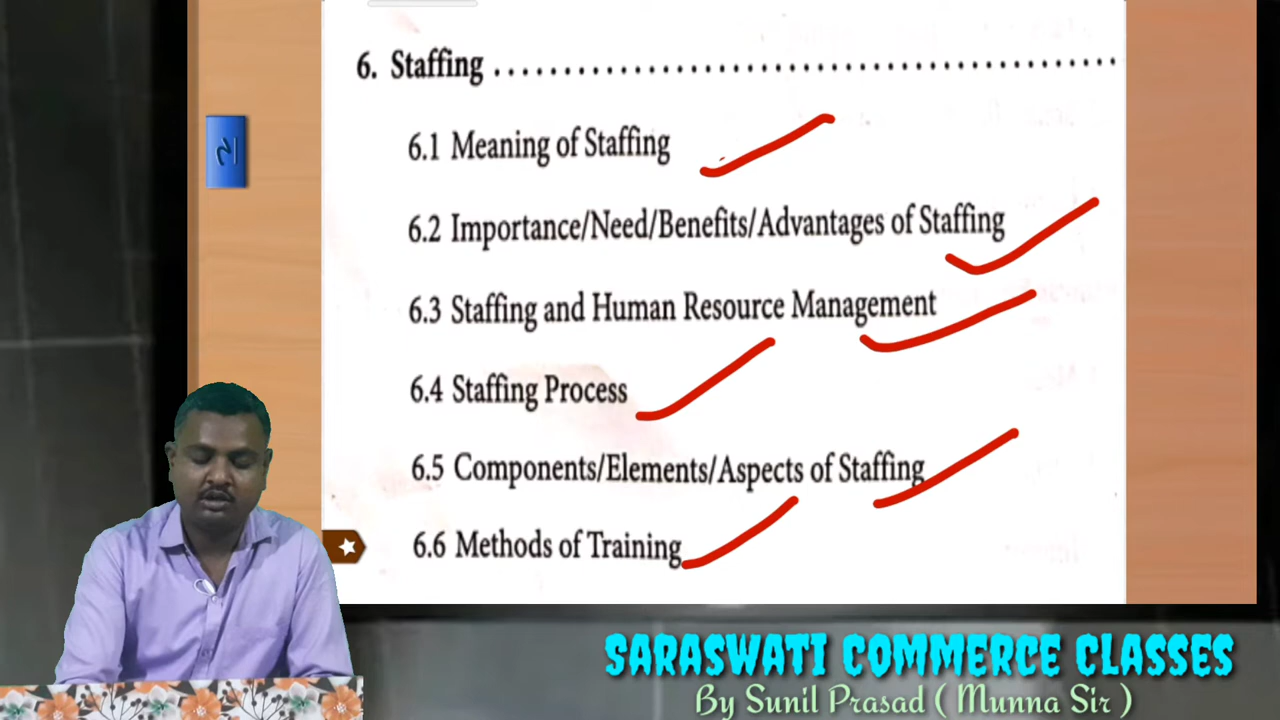 6. Staffing ............................................
6.1 Meaning of Staffing
6.2 Importance/Need/Benefits/Advantages of Staffing
6.3 Staffing and Human Resource Management
6.4 Staffing Process
6.5 Components/Elements/Aspects of Staffing
6.6 Methods of Training
SARASWATI COMMERCE CLASSES
By Sunil Prasad ( Munna Sir )